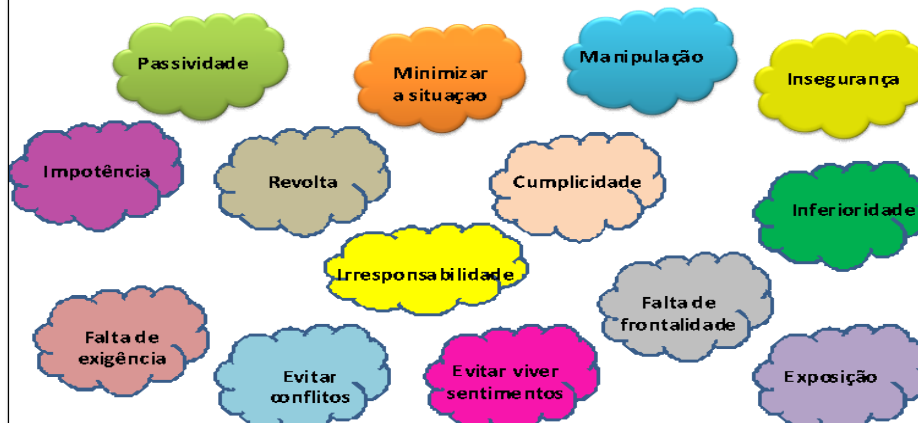 Passividade
Minimizar
a situaçao
Manipulação
Insegurança
Impotência
Revolta
Cumplicidade
Inferioridade
Irresponsabilidade
Falta de
frontalidade
Falta de
exigência
Evitar
conflitos
Evitar viver
sentimentos
Exposição